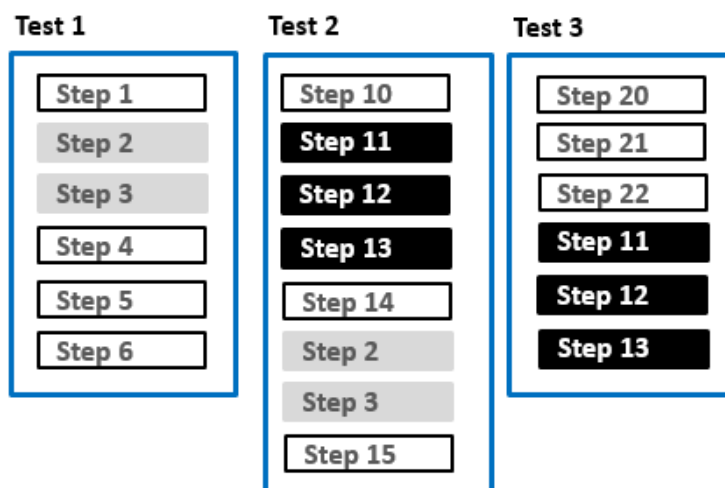 Test 1
Step 1
Step 2
Step 3
Step 4
Step 5
Step 6
Test 2
Step 10
Step 11
Step 12
Step 13
Step 14
Step 2
Step 3
Step 15
Test 3
Step 20
Step 21
Step 22
Step 11
Step 12
Step 13